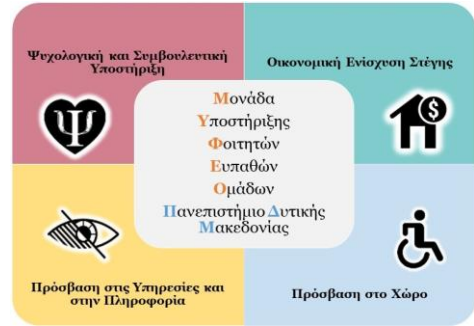 Ψυχολογική και Συμβουλευτική
Υποστήριξη
Οικονομική Ενίσχυση Στέγης
Μονάδα
Υποστήριξης
Φοιτητών
Ευπαθών
Ομάδων
Πανεπιστήμιο Δυτικής
Μακεδονίας
Πρόσβαση στις Υπηρεσίες και
στην Πληροφορία
Πρόσβαση στο Χώρο